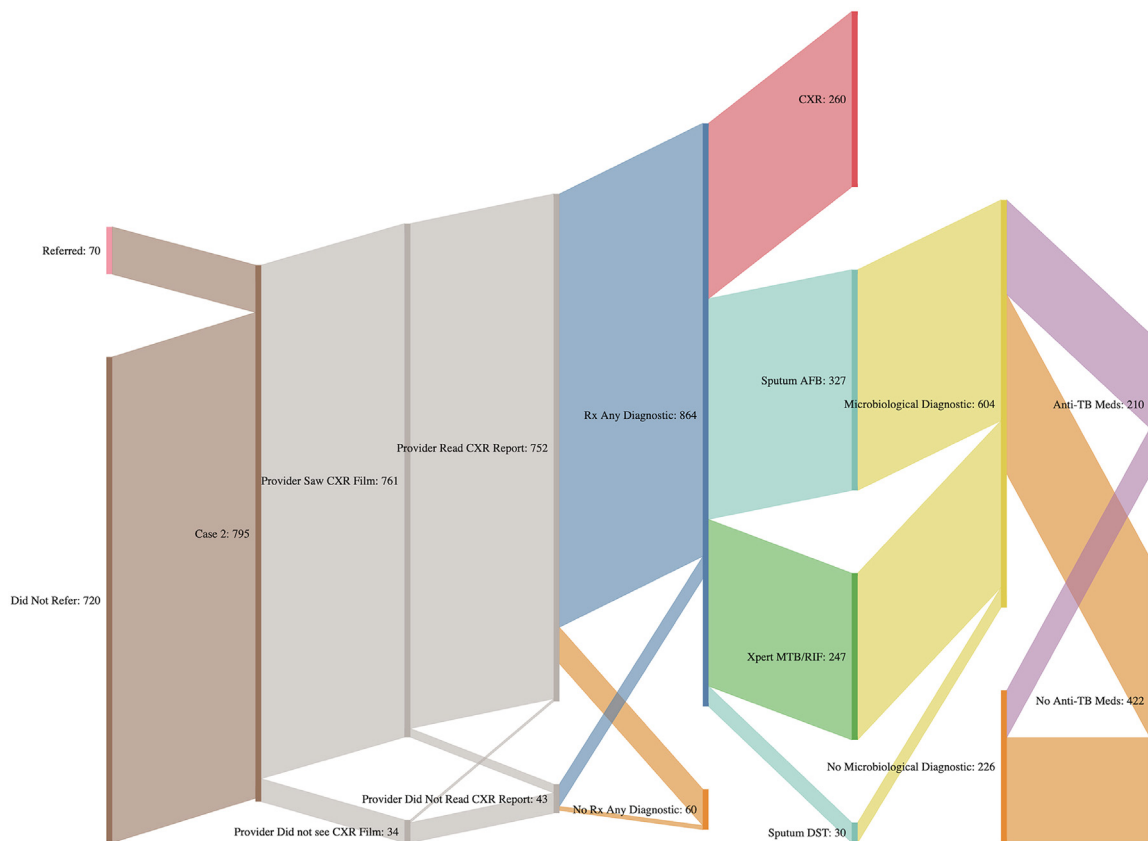 CXR: 260
Referred: 70
Sputum AFB: 327
Microbiological Diagnostic: 604
Anti-TB Meds: 210
Rx Any Diagnostic: 864
Provider Read CXR Report: 752
Provider Saw CXR Film: 761
Case 2: 795
Did Not Refer: 720
Xpert MTB/RIF: 247
No Anti-TB Meds: 422
No Microbiological Diagnostic: 226
Provider Did Not Read CXR Report: 43
No Rx Any Diagnostic: 60
Provider Did not see CXR Film: 34
Sputum DST: 30